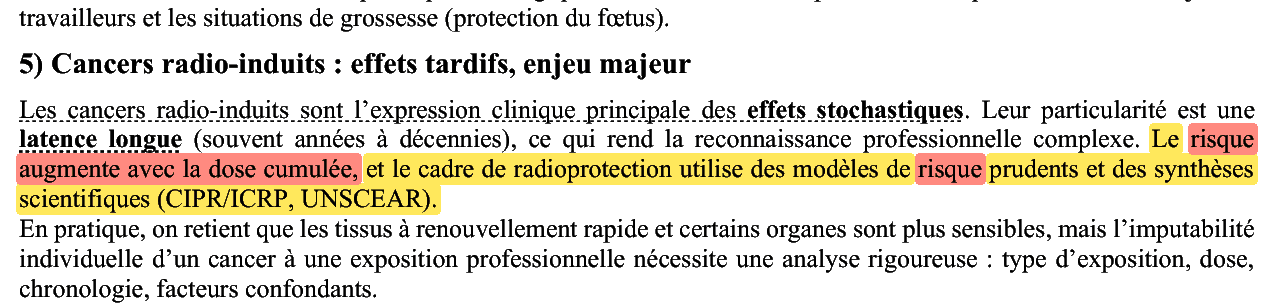 travailleurs et les situations de grossesse (protection du fœtus).
5) Cancers radio-induits : effets tardifs, enjeu majeur
Les cancers radio-induits sont l’expression clinique principale des effets stochastiques. Leur particularité est une
latence longue (souvent années à décennies), ce qui rend la reconnaissance professionnelle complexe. Le risque
augmente avec la dose cumulée, et le cadre de radioprotection utilise des modèles de risque prudents et des synthèses
scientifiques (CIPR/ICRP, UNSCEAR).
En pratique, on retient que les tissus à renouvellement rapide et certains organes sont plus sensibles, mais l’imputabilité
individuelle d’un cancer à une exposition professionnelle nécessite une analyse rigoureuse : type d’exposition, dose,
chronologie, facteurs confondants.